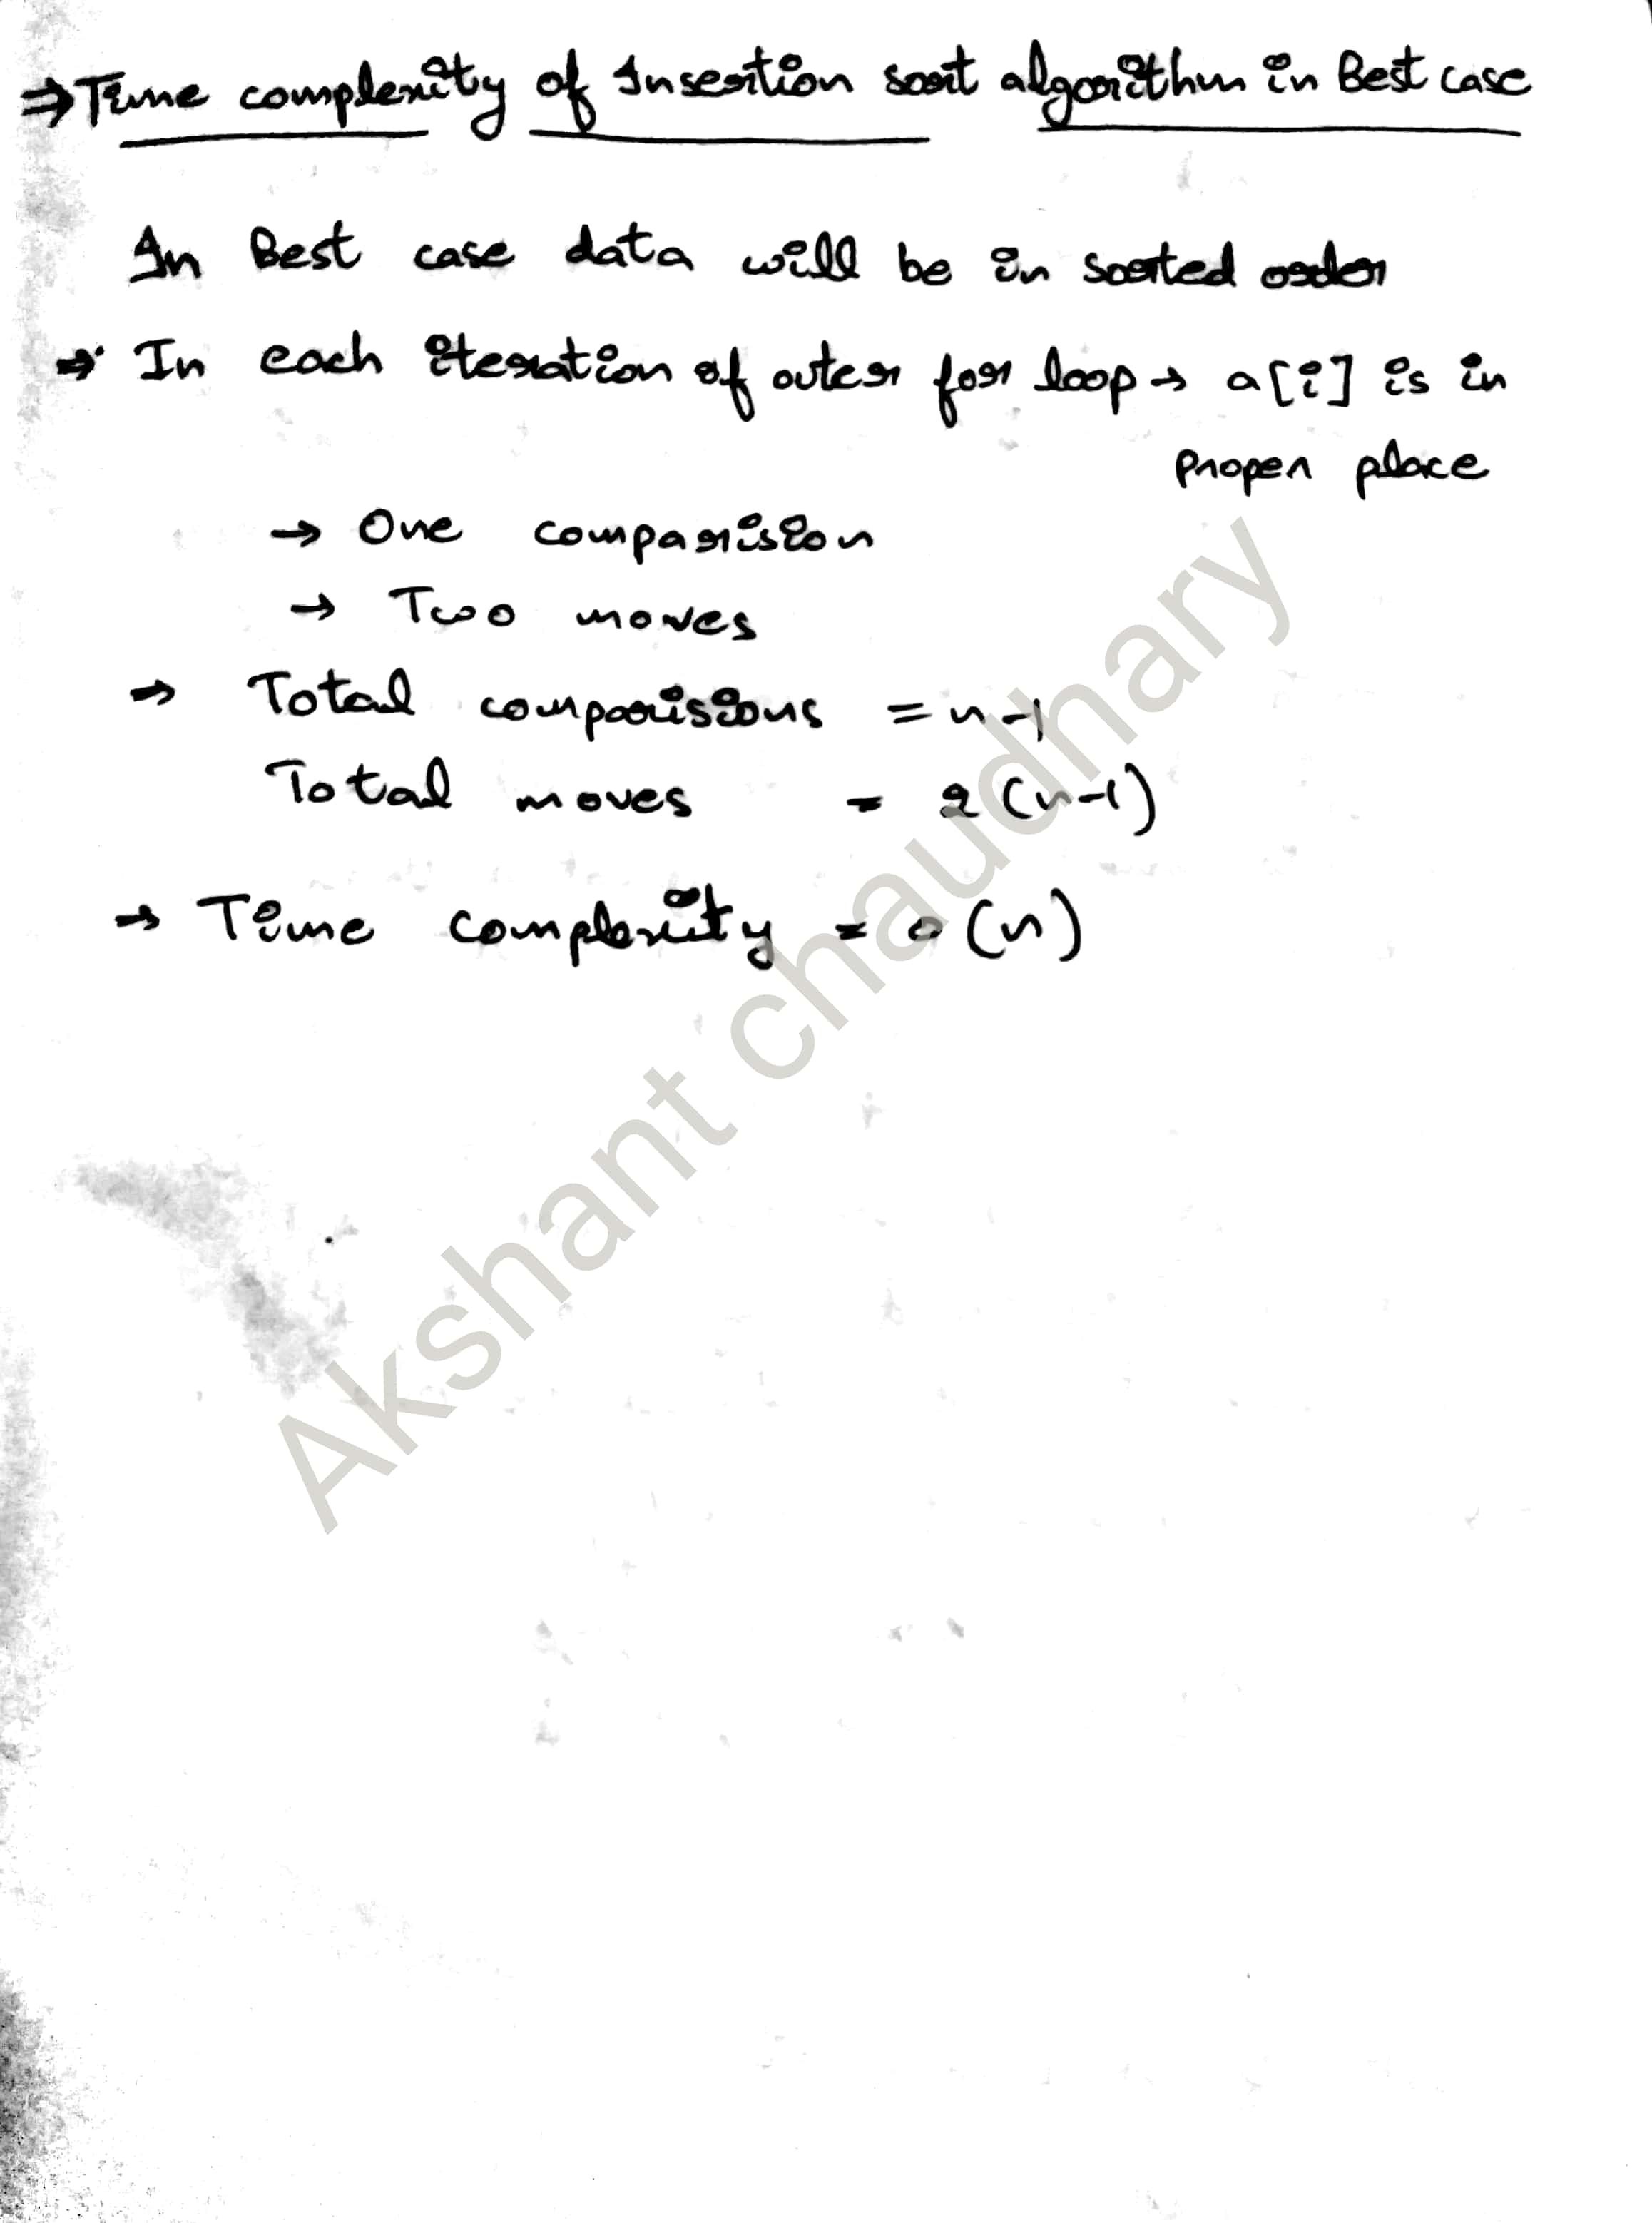 ⇒ Time complexity of Insertion sort algorithm in Best case
In Best case data will be in sorted order
⇒ In each iteration of outer for loop → a[i] is in
proper place
→ One comparision
→ Two moves
⇒ Total comparisions = n-1
Total moves = 2(n-1)
→ Time complexity = o(n)
Akshant chaudhary